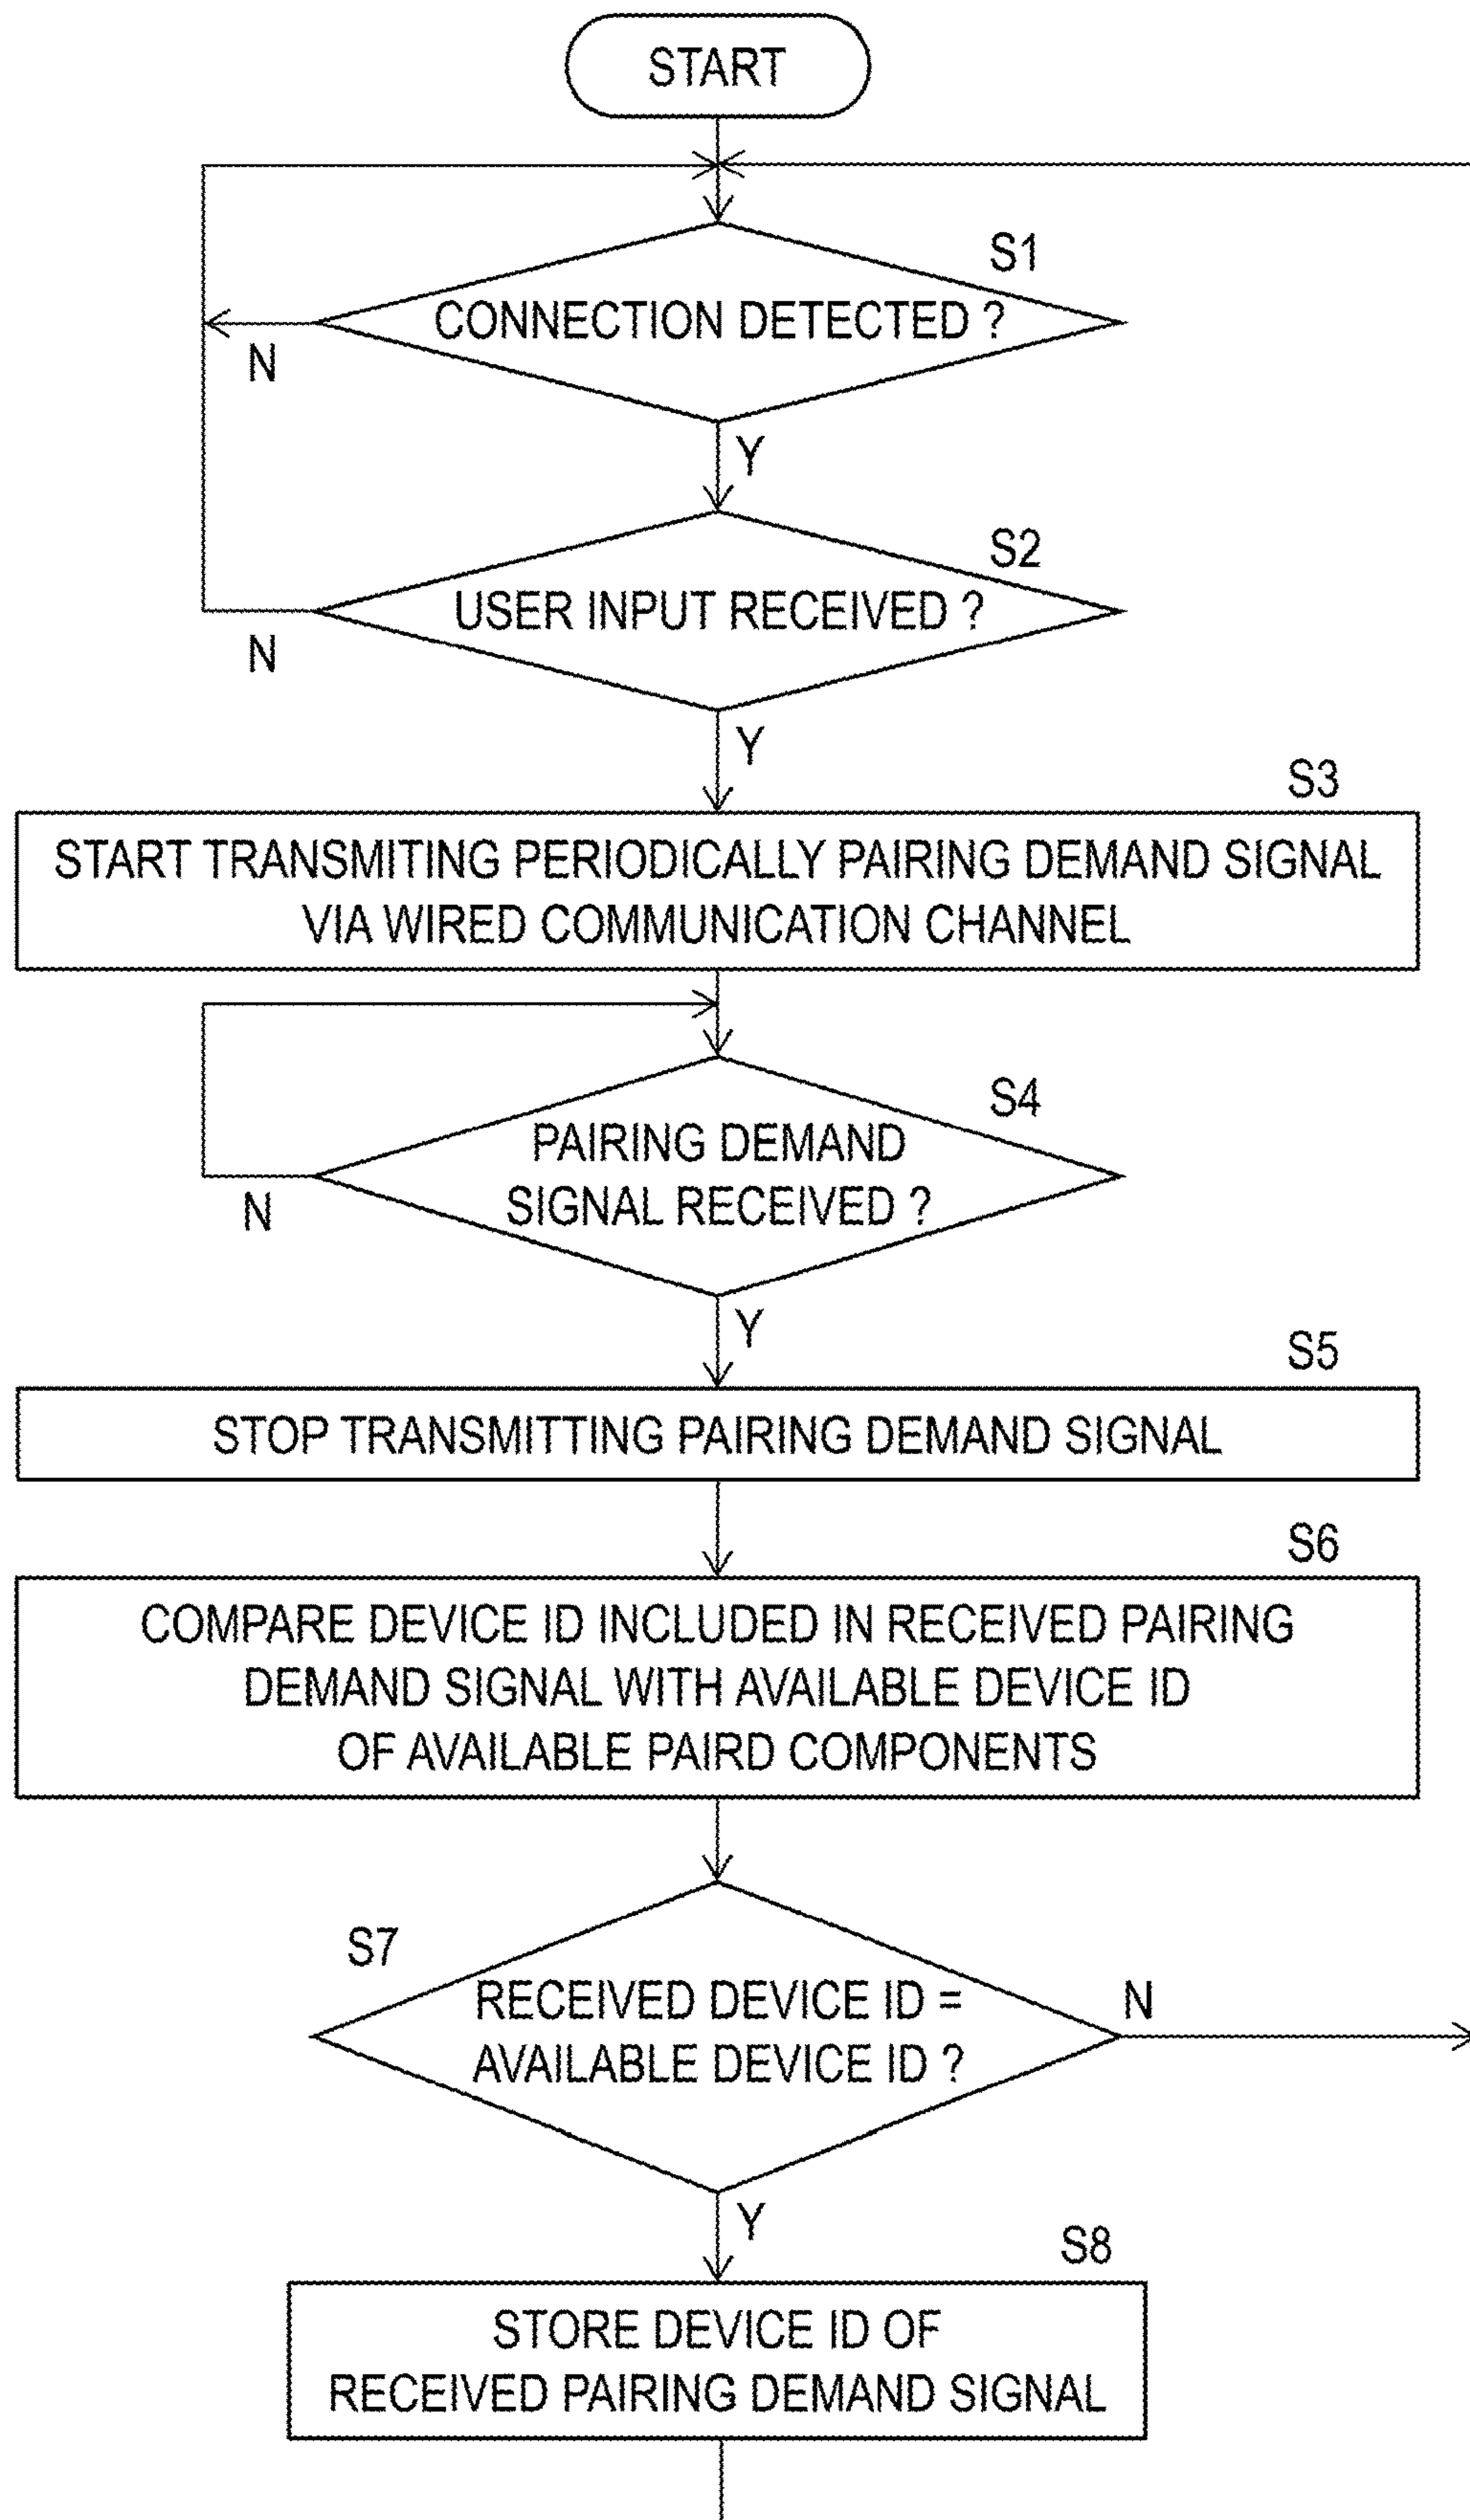 START
S1
CONNECTION DETECTED ?
N
Y
S2
USER INPUT RECEIVED ?
N
Y
S3
START TRANSMITING PERIODICALLY PAIRING DEMAND SIGNAL
VIA WIRED COMMUNICATION CHANNEL
S4
PAIRING DEMAND
SIGNAL RECEIVED ?
N
Y
S5
STOP TRANSMITTING PAIRING DEMAND SIGNAL
S6
COMPARE DEVICE ID INCLUDED IN RECEIVED PAIRING
DEMAND SIGNAL WITH AVAILABLE DEVICE ID
OF AVAILABLE PAIRD COMPONENTS
S7
RECEIVED DEVICE ID =
AVAILABLE DEVICE ID ?
N
Y
S8
STORE DEVICE ID OF
RECEIVED PAIRING DEMAND SIGNAL